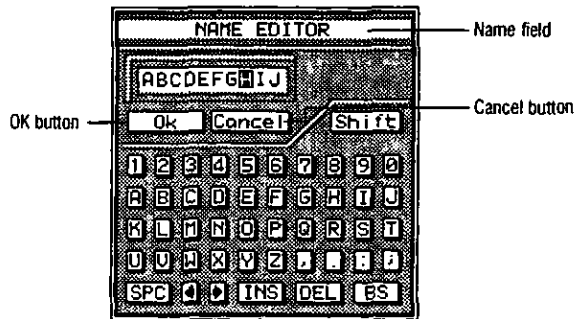 NAME EDITOR
Name field
ABCDEFGHIJ
OK button
Ok Cancel Shift
Cancel button
1 2 3 4 5 6 7 8 9 0
A B C D E F G H I J
K L M N O P Q R S T
U V W X Y Z , . : ;
SPC INS DEL BS